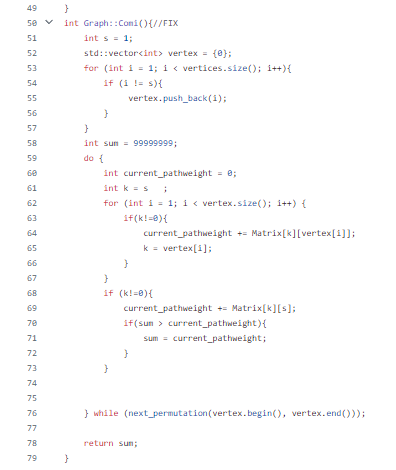 49 }
50 int Graph::Comi(){//FIX
51 int s = 1;
52 std::vector<int> vertex = {0};
53 for (int i = 1; i < vertices.size(); i++){
54 if (i != s){
55 vertex.push_back(i);
56 }
57 }
58 int sum = 99999999;
59 do {
60 int current_pathweight = 0;
61 int k = s ;
62 for (int i = 1; i < vertex.size(); i++) {
63 if(k!=0){
64 current_pathweight += Matrix[k][vertex[i]];
65 k = vertex[i];
66 }
67 }
68 if (k!=0){
69 current_pathweight += Matrix[k][s];
70 if(sum > current_pathweight){
71 sum = current_pathweight;
72 }
73 }
74
75
76 } while (next_permutation(vertex.begin(), vertex.end()));
77
78 return sum;
79 }